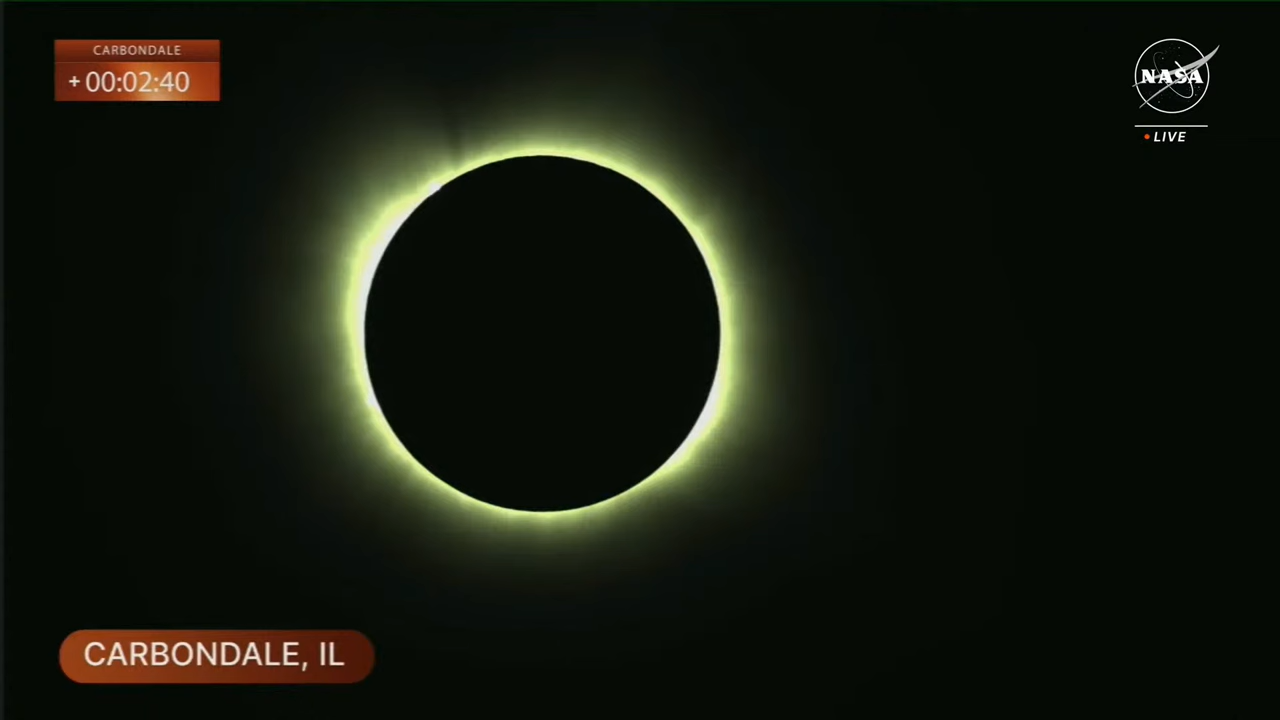 CARBONDALE
+ 00:02:40
NASA
LIVE
CARBONDALE, IL